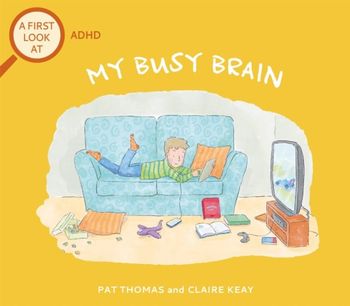 A FIRST
LOOK
AT
ADHD
MY BUSY BRAIN
PAT THOMAS and CLAIRE KEAY